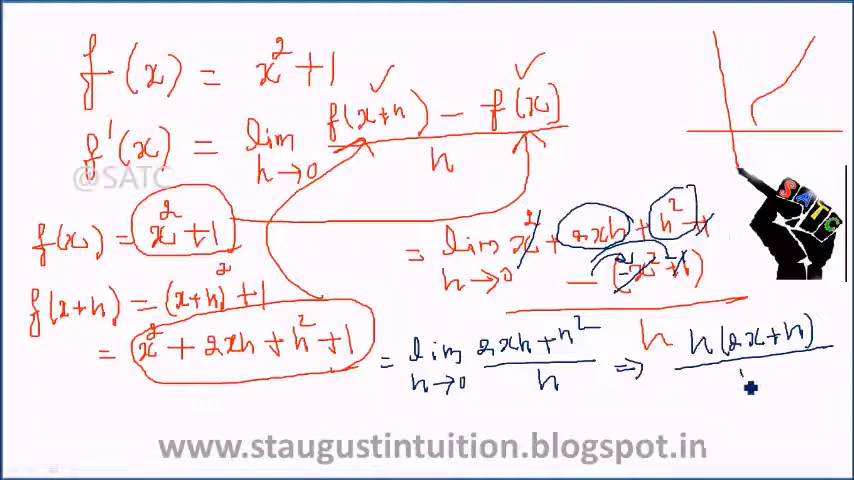 f(x) = x² + 1
f'(x) = lim h→0 f(x+h) - f(x) / h
@SATC
SATC
f(x) = x² + 1
= lim h→0 x² + 2xh + h² + 1 - (x² + 1) / h
f(x+h) = (x+h)² + 1
= x² + 2xh + h² + 1
= lim h→0 2xh + h² / h ⇒ h(2x+h)
www.staugustintuition.blogspot.in